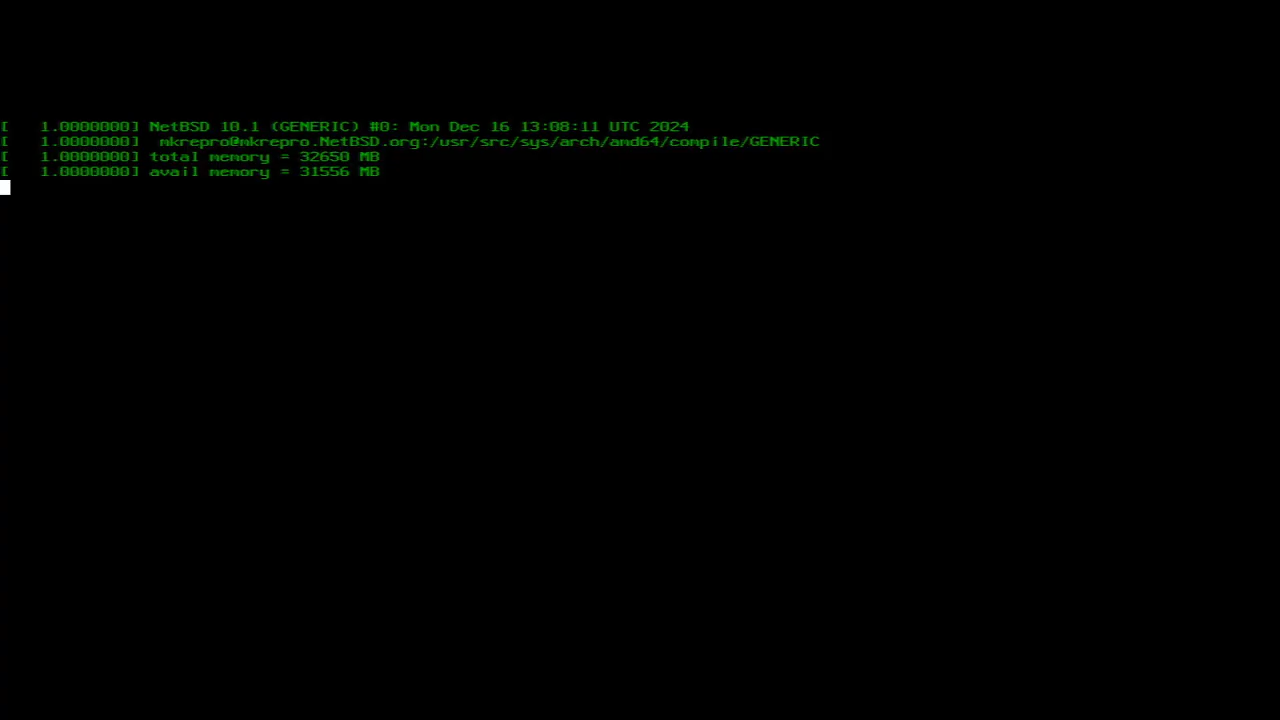 [   1.0000000] NetBSD 10.1 (GENERIC) #0: Mon Dec 16 13:08:11 UTC 2024
[   1.0000000]  mkrepro@mkrepro.NetBSD.org:/usr/src/sys/arch/amd64/compile/GENERIC
[   1.0000000] total memory = 32650 MB
[   1.0000000] avail memory = 31556 MB